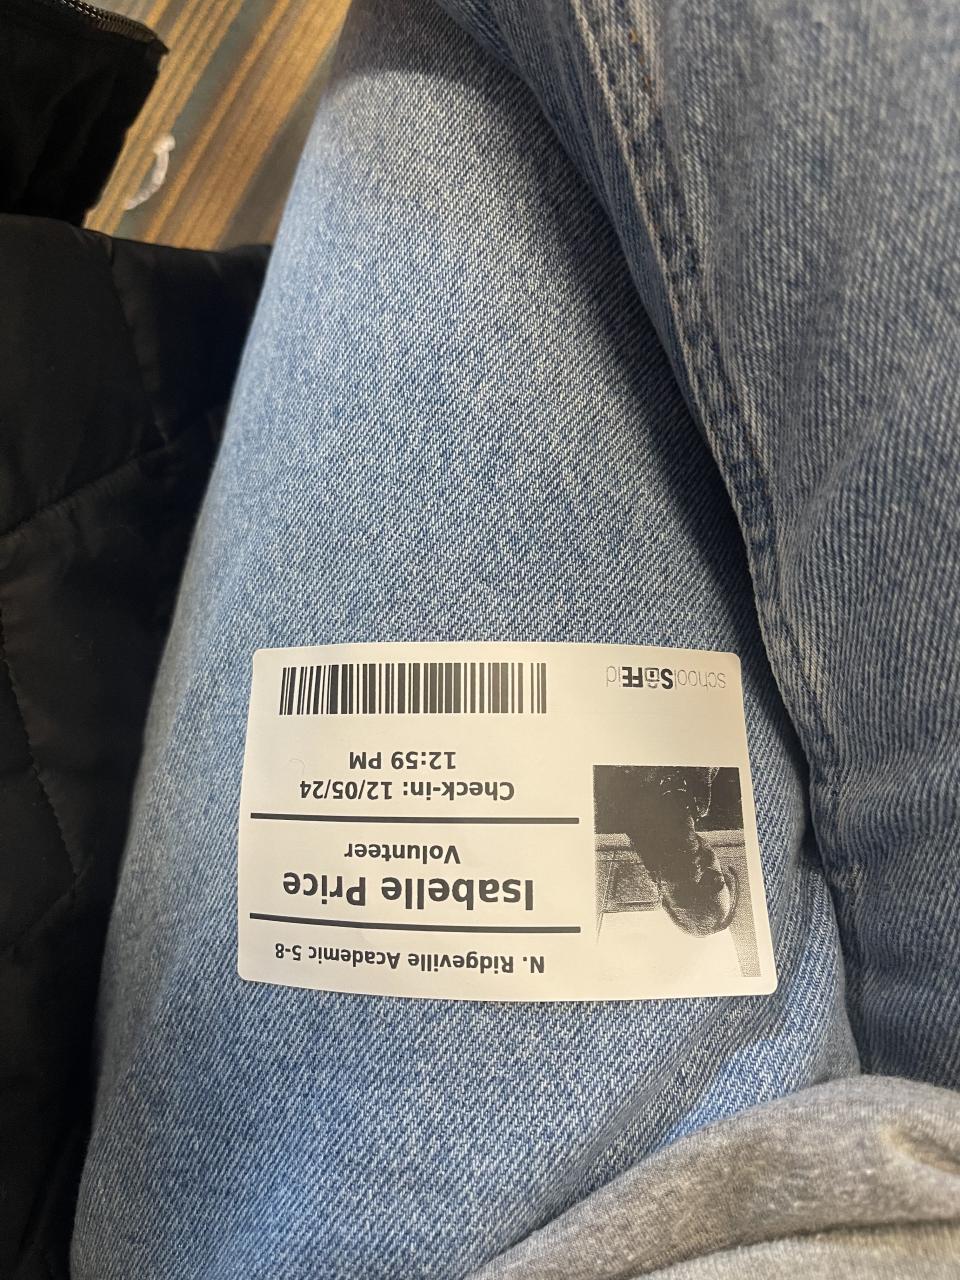 N. Ridgeville Academic 5-8
Isabelle Price
Volunteer
Check-in: 12/05/24
12:59 PM
schoolSAFEid